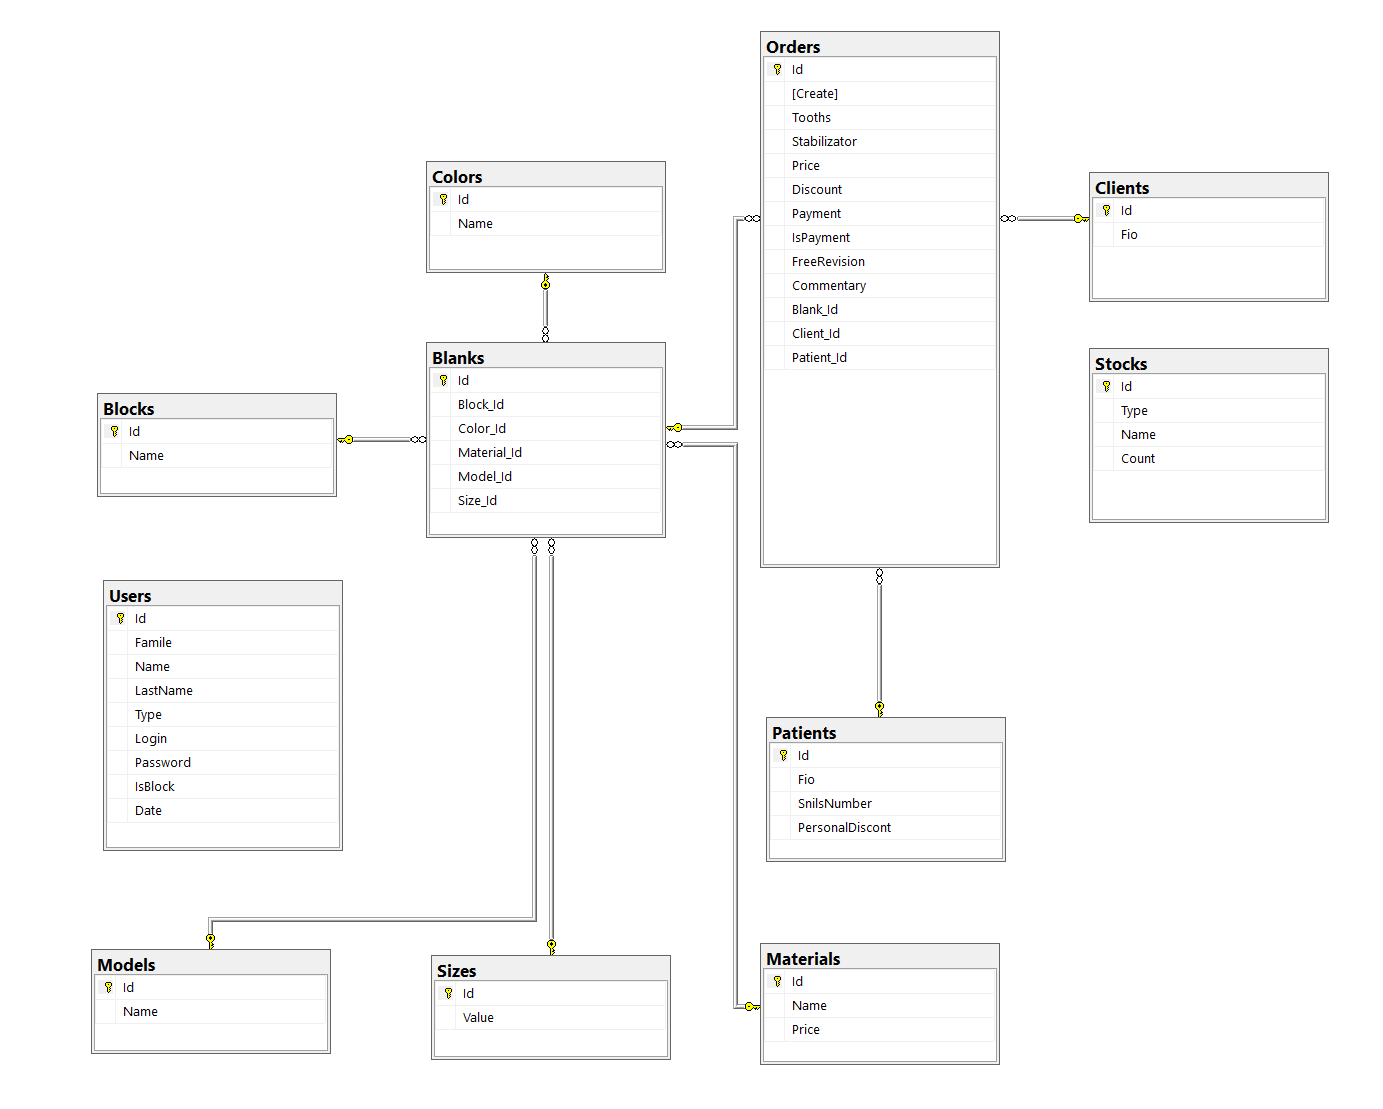 Orders
Id
[Create]
Tooths
Stabilizator
Price
Discount
Payment
IsPayment
FreeRevision
Commentary
Blank_Id
Client_Id
Patient_Id
Colors
Id
Name
Clients
Id
Fio
Blanks
Id
Block_Id
Color_Id
Material_Id
Model_Id
Size_Id
Stocks
Id
Type
Name
Count
Blocks
Id
Name
Users
Id
Famile
Name
LastName
Type
Login
Password
IsBlock
Date
Patients
Id
Fio
SnilsNumber
PersonalDiscont
Models
Id
Name
Sizes
Id
Value
Materials
Id
Name
Price